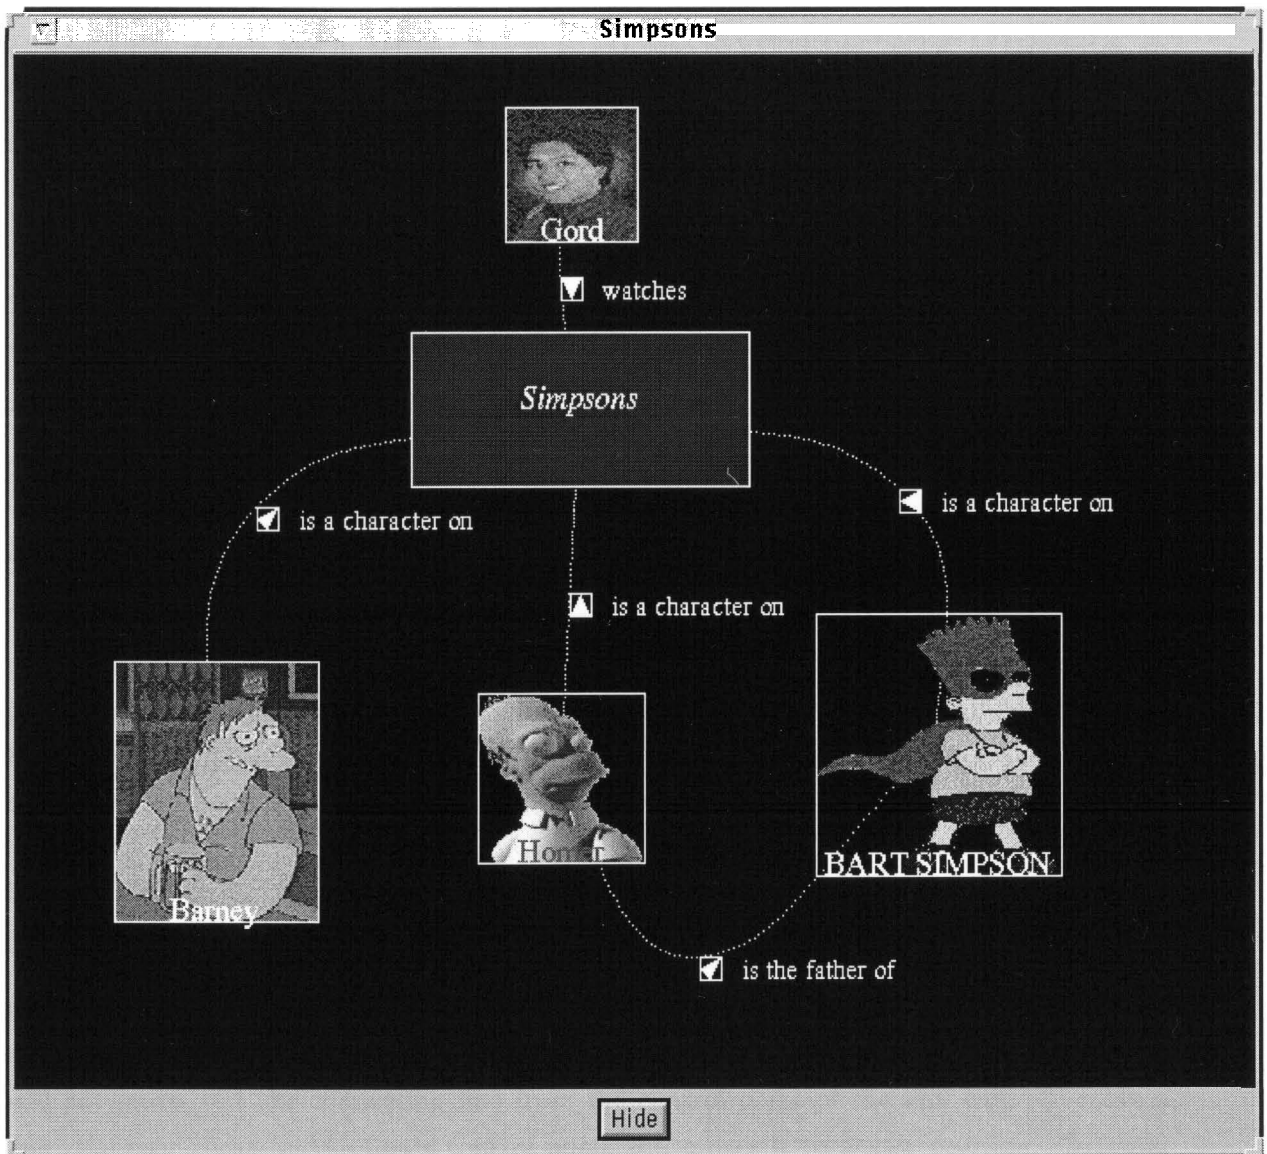 Simpsons
Gord
watches
Simpsons
is a character on
is a character on
is a character on
Barney
Homer
BART SIMPSON
is the father of
Hide